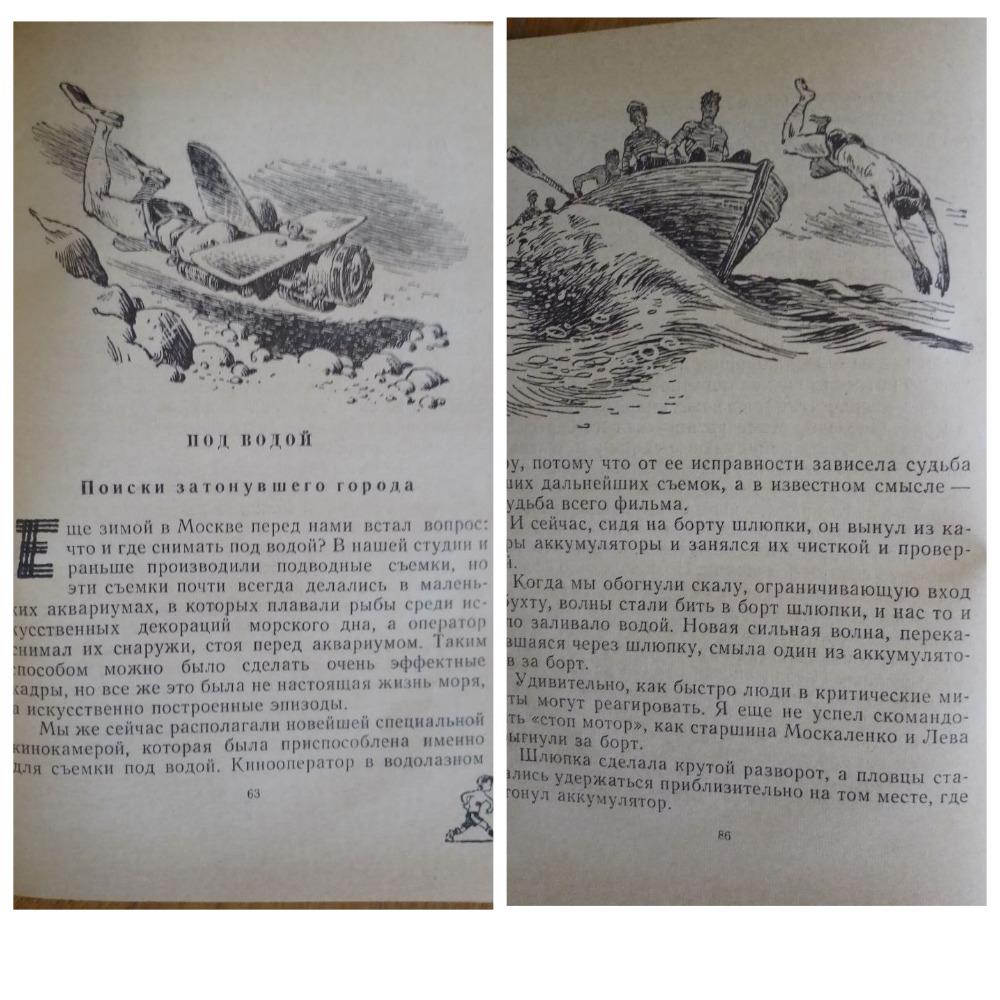 ПОД ВОДОЙ
Поиски затонувшего города
Еще зимой в Москве перед нами встал вопрос:
что и где снимать под водой? В нашей студии и
раньше производили подводные съемки, но
эти съемки почти всегда делались в малень-
ких аквариумах, в которых плавали рыбы среди ис-
кусственных декораций морского дна, а оператор
снимал их снаружи, стоя перед аквариумом. Таким
способом можно было сделать очень эффектные
кадры, но все же это была не настоящая жизнь моря,
а искусственно построенные эпизоды.
Мы же сейчас располагали новейшей специальной
кинокамерой, которая была приспособлена именно
для съемки под водой. Кинооператор в водолазном
63
ру, потому что от ее исправности зависела судьба
ших дальнейших съемок, а в известном смысле —
удьба всего фильма.
И сейчас, сидя на борту шлюпки, он вынул из ка-
ры аккумуляторы и занялся их чисткой и провер-
й.
Когда мы обогнули скалу, ограничивающую вход
бухту, волны стали бить в борт шлюпки, и нас то и
ло заливало водой. Новая сильная волна, перека-
вшаяся через шлюпку, смыла один из аккумулято-
в за борт.
Удивительно, как быстро люди в критические ми-
ты могут реагировать. Я еще не успел скомандо-
ть «стоп мотор», как старшина Москаленко и Лева
ыгнули за борт.
Шлюпка сделала крутой разворот, а пловцы ста-
ались удержаться приблизительно на том месте, где
тонул аккумулятор.
86